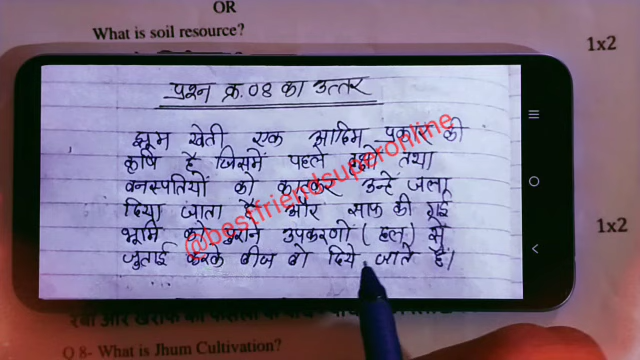 OR
What is soil resource?
1x2
प्रश्न क्र.08 का उत्तर
झूम खेती एक आदिम प्रकार की
कृषि है जिसमें पहले वृक्षों तथा
वनस्पतियों को काटकर उन्हें जला
दिया जाता है और साफ की गई
भूमि को पुराने उपकरणों (हल) से
जुताई करके बीज बो दिये जाते हैं।
@bestfriendsuperonline
1x2
Q 8- What is Jhum Cultivation?